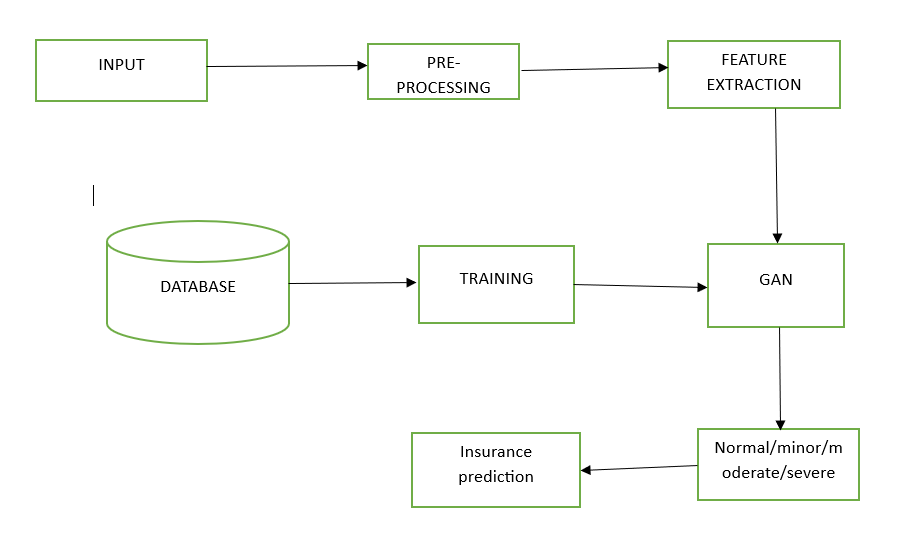 INPUT
PRE-
PROCESSING
FEATURE
EXTRACTION
DATABASE
TRAINING
GAN
Normal/minor/m
oderate/severe
Insurance
prediction